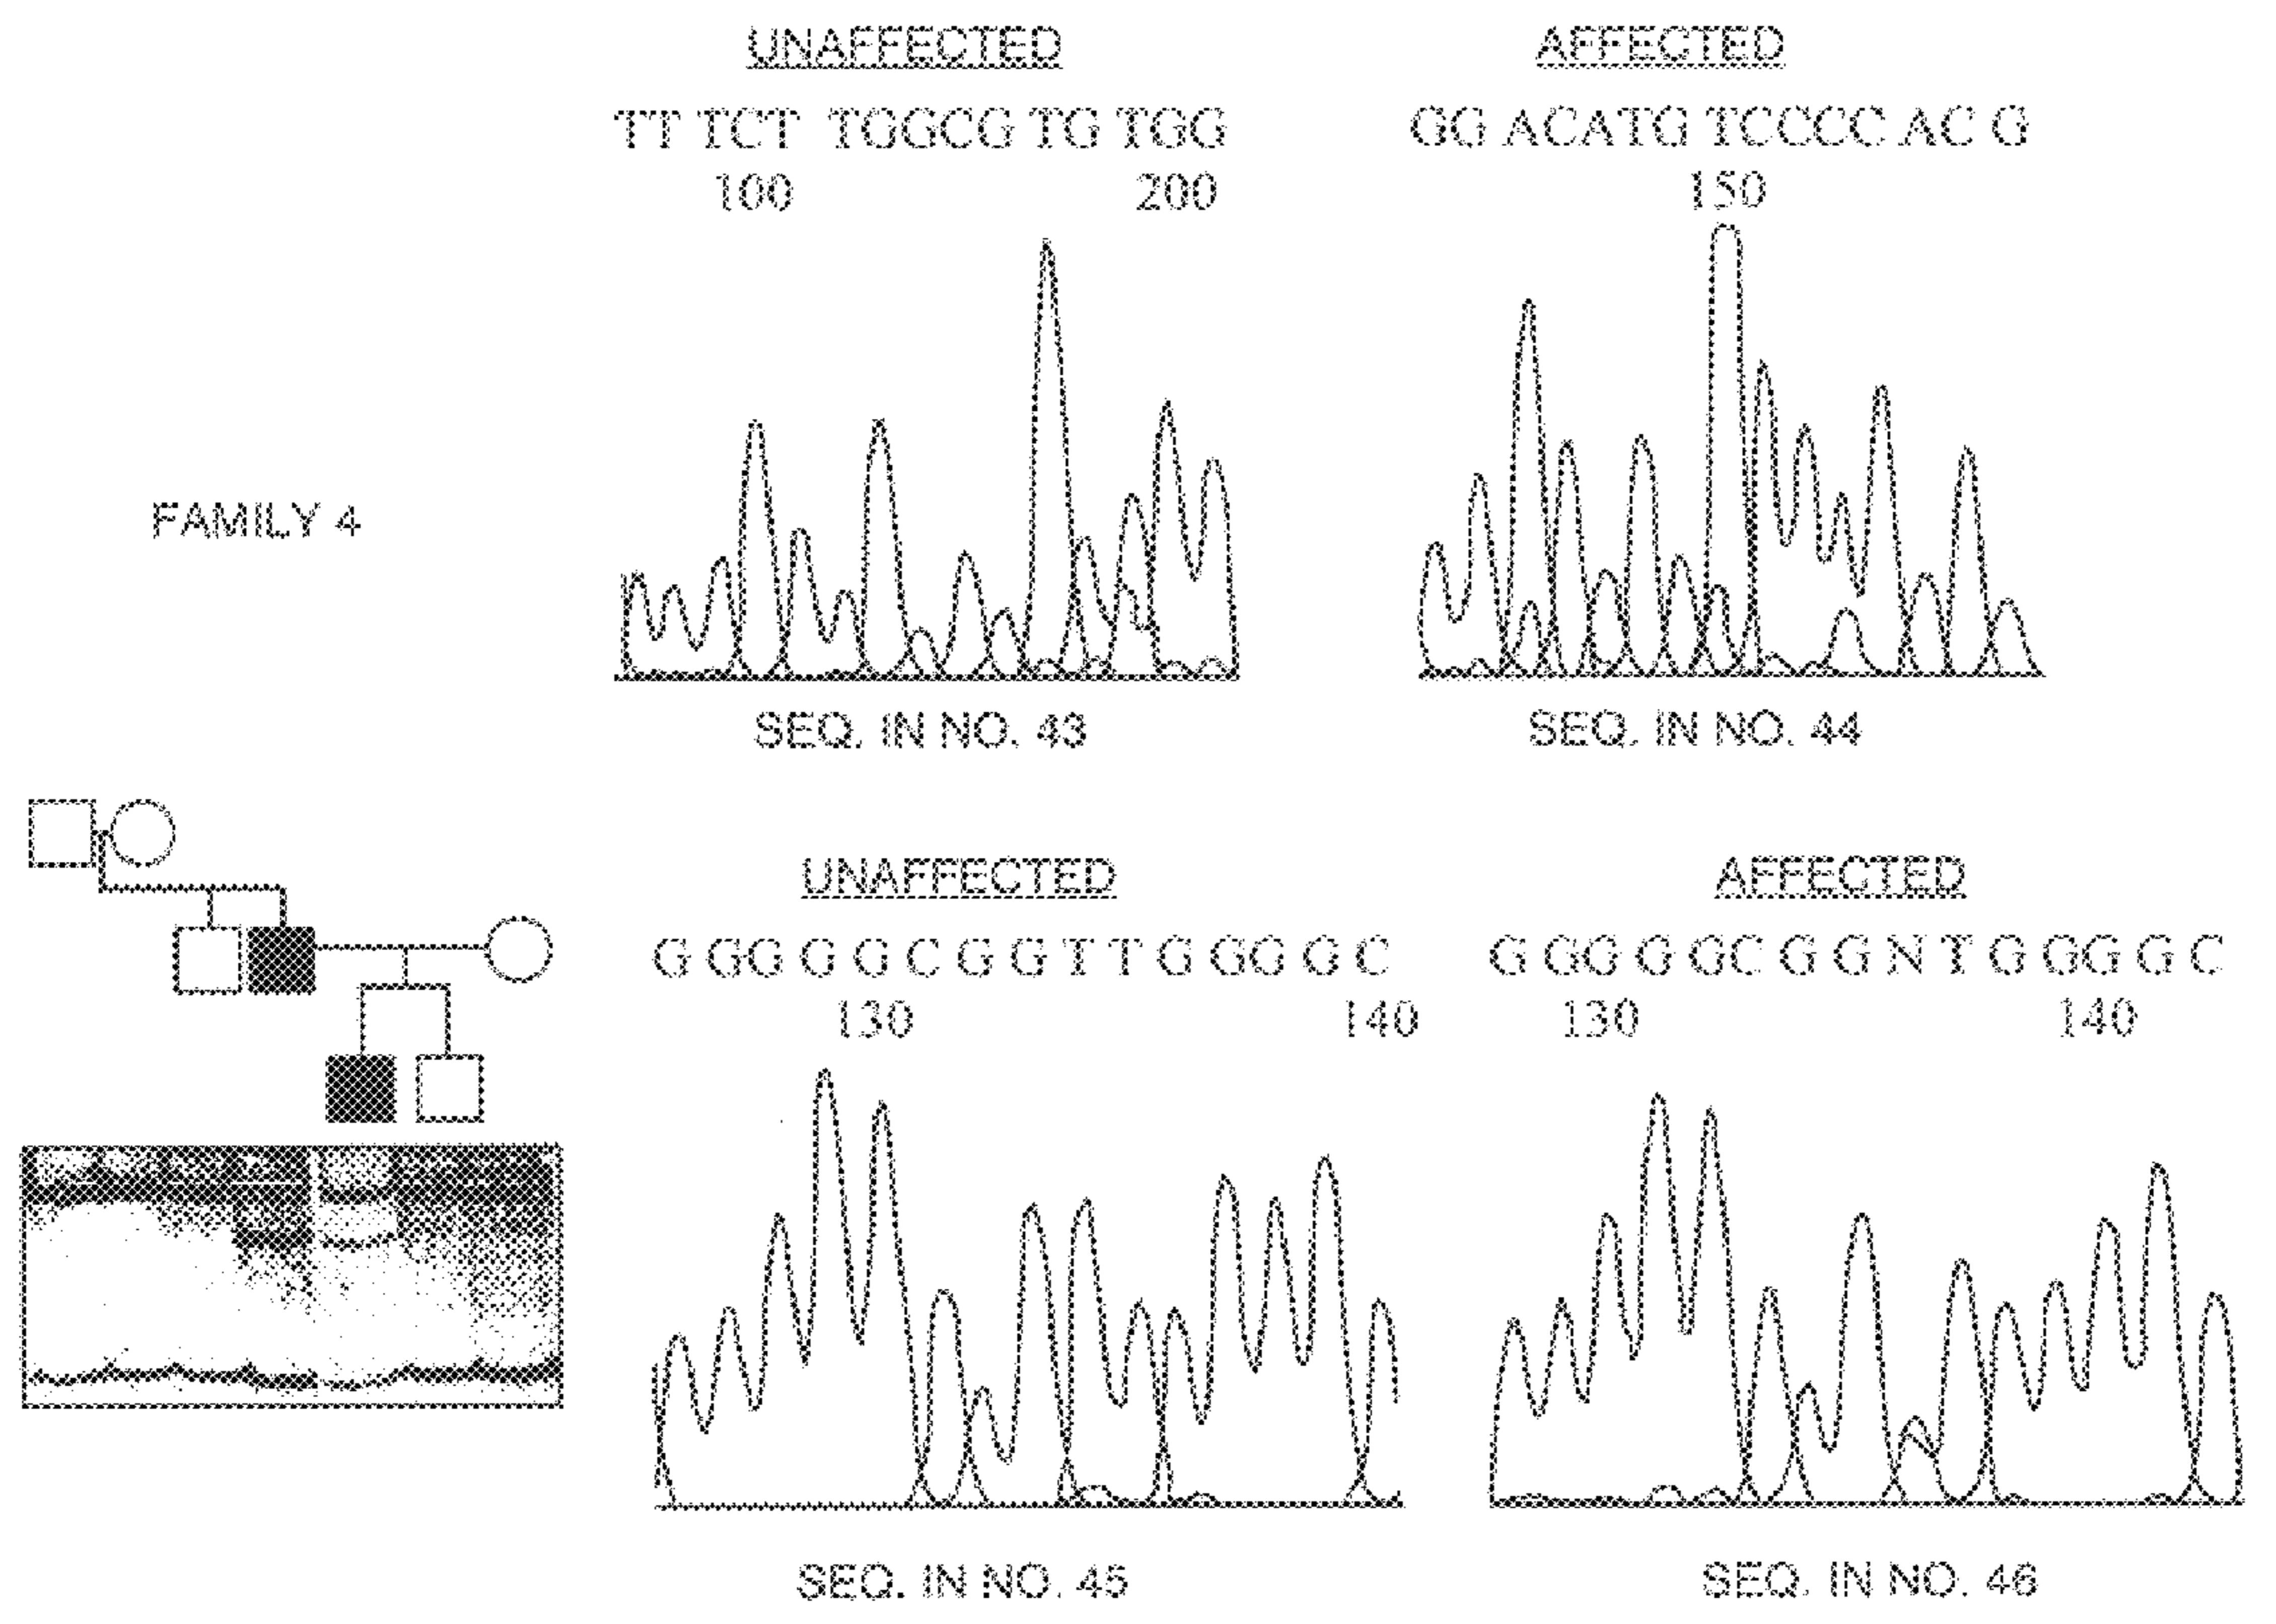 UNAFFECTED
TT TCT TGGCG TG TGG
100 200
AFFECTED
GG ACATG TCCCC AC G
150
FAMILY 4
SEQ. IN NO. 43
SEQ. IN NO. 44
UNAFFECTED
G GG G G C G G T T G GG G C
130 140
AFFECTED
G GG G GC G G N T G GG G C
130 140
SEQ. IN NO. 45
SEQ. IN NO. 46